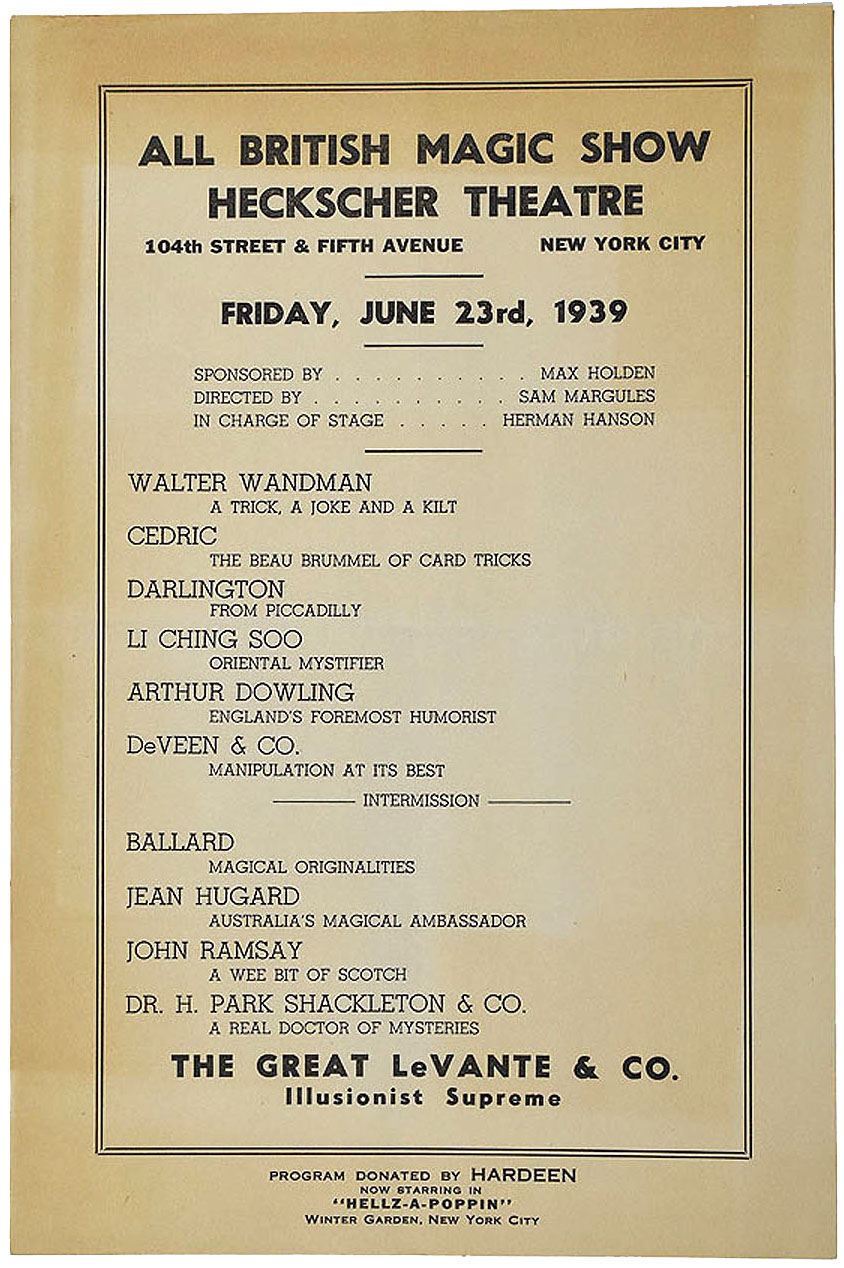 ALL BRITISH MAGIC SHOW
HECKSCHER THEATRE
104th STREET & FIFTH AVENUE NEW YORK CITY
FRIDAY, JUNE 23rd, 1939
SPONSORED BY . . . . . . . . . . MAX HOLDEN
DIRECTED BY . . . . . . . . . . SAM MARGULES
IN CHARGE OF STAGE . . . . . HERMAN HANSON
WALTER WANDMAN
A TRICK, A JOKE AND A KILT
CEDRIC
THE BEAU BRUMMEL OF CARD TRICKS
DARLINGTON
FROM PICCADILLY
LI CHING SOO
ORIENTAL MYSTIFIER
ARTHUR DOWLING
ENGLAND'S FOREMOST HUMORIST
DeVEEN & CO.
MANIPULATION AT ITS BEST
INTERMISSION
BALLARD
MAGICAL ORIGINALITIES
JEAN HUGARD
AUSTRALIA'S MAGICAL AMBASSADOR
JOHN RAMSAY
A WEE BIT OF SCOTCH
DR. H. PARK SHACKLETON & CO.
A REAL DOCTOR OF MYSTERIES
THE GREAT LeVANTE & CO.
Illusionist Supreme
PROGRAM DONATED BY HARDEEN
NOW STARRING IN
"HELLZ-A-POPPIN"
WINTER GARDEN, NEW YORK CITY